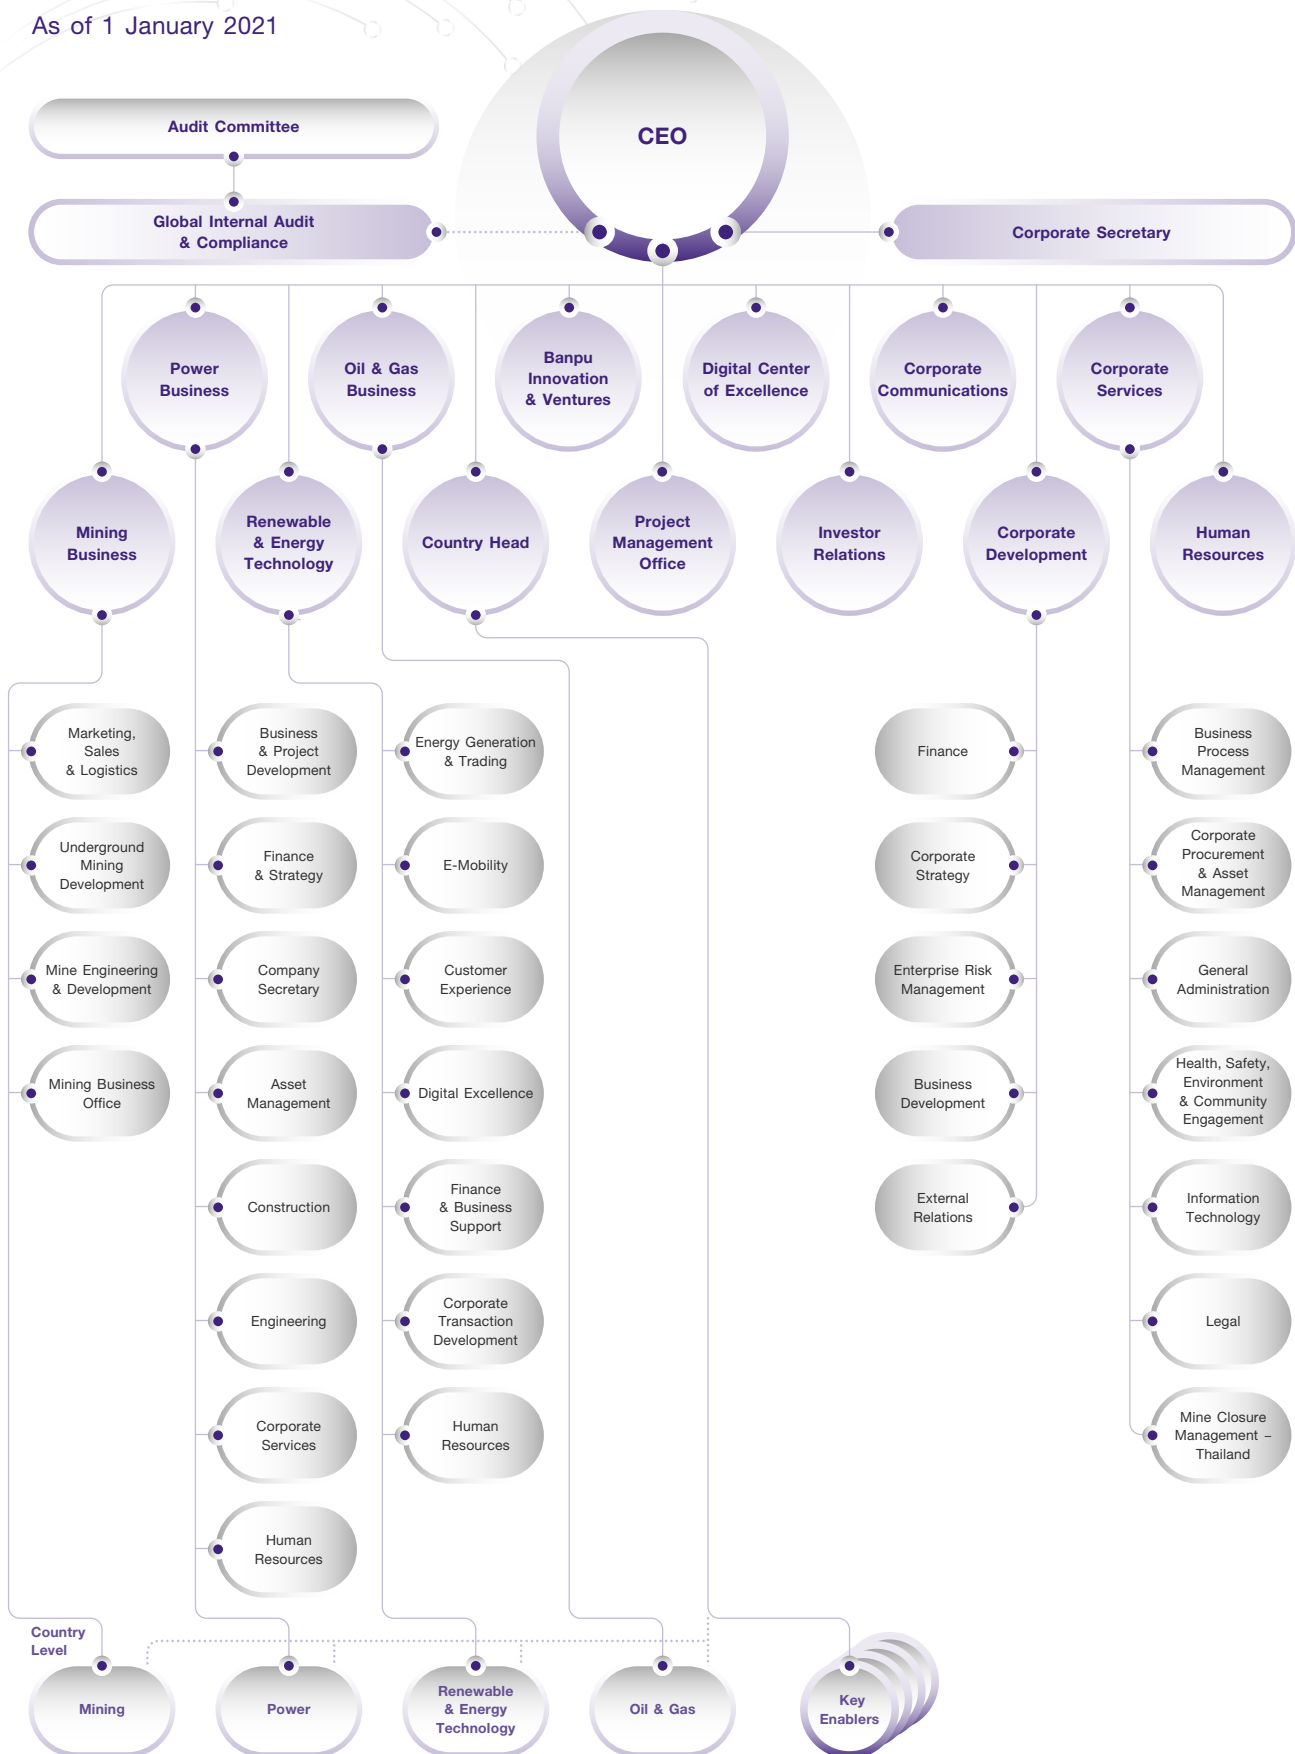 As of 1 January 2021
CEO
Audit Committee
Global Internal Audit
& Compliance
Corporate Secretary
Power
Business
Oil & Gas
Business
Banpu
Innovation
& Ventures
Digital Center
of Excellence
Corporate
Communications
Corporate
Services
Mining
Business
Renewable
& Energy
Technology
Country Head
Project
Management
Office
Investor
Relations
Corporate
Development
Human
Resources
Marketing,
Sales
& Logistics
Underground
Mining
Development
Mine Engineering
& Development
Mining Business
Office
Business
& Project
Development
Finance
& Strategy
Company
Secretary
Asset
Management
Construction
Engineering
Corporate
Services
Human
Resources
Energy Generation
& Trading
E-Mobility
Customer
Experience
Digital Excellence
Finance
& Business
Support
Corporate
Transaction
Development
Human
Resources
Finance
Corporate
Strategy
Enterprise Risk
Management
Business
Development
External
Relations
Business
Process
Management
Corporate
Procurement
& Asset
Management
General
Administration
Health, Safety,
Environment
& Community
Engagement
Information
Technology
Legal
Mine Closure
Management –
Thailand
Country
Level
Mining
Power
Renewable
& Energy
Technology
Oil & Gas
Key
Enablers